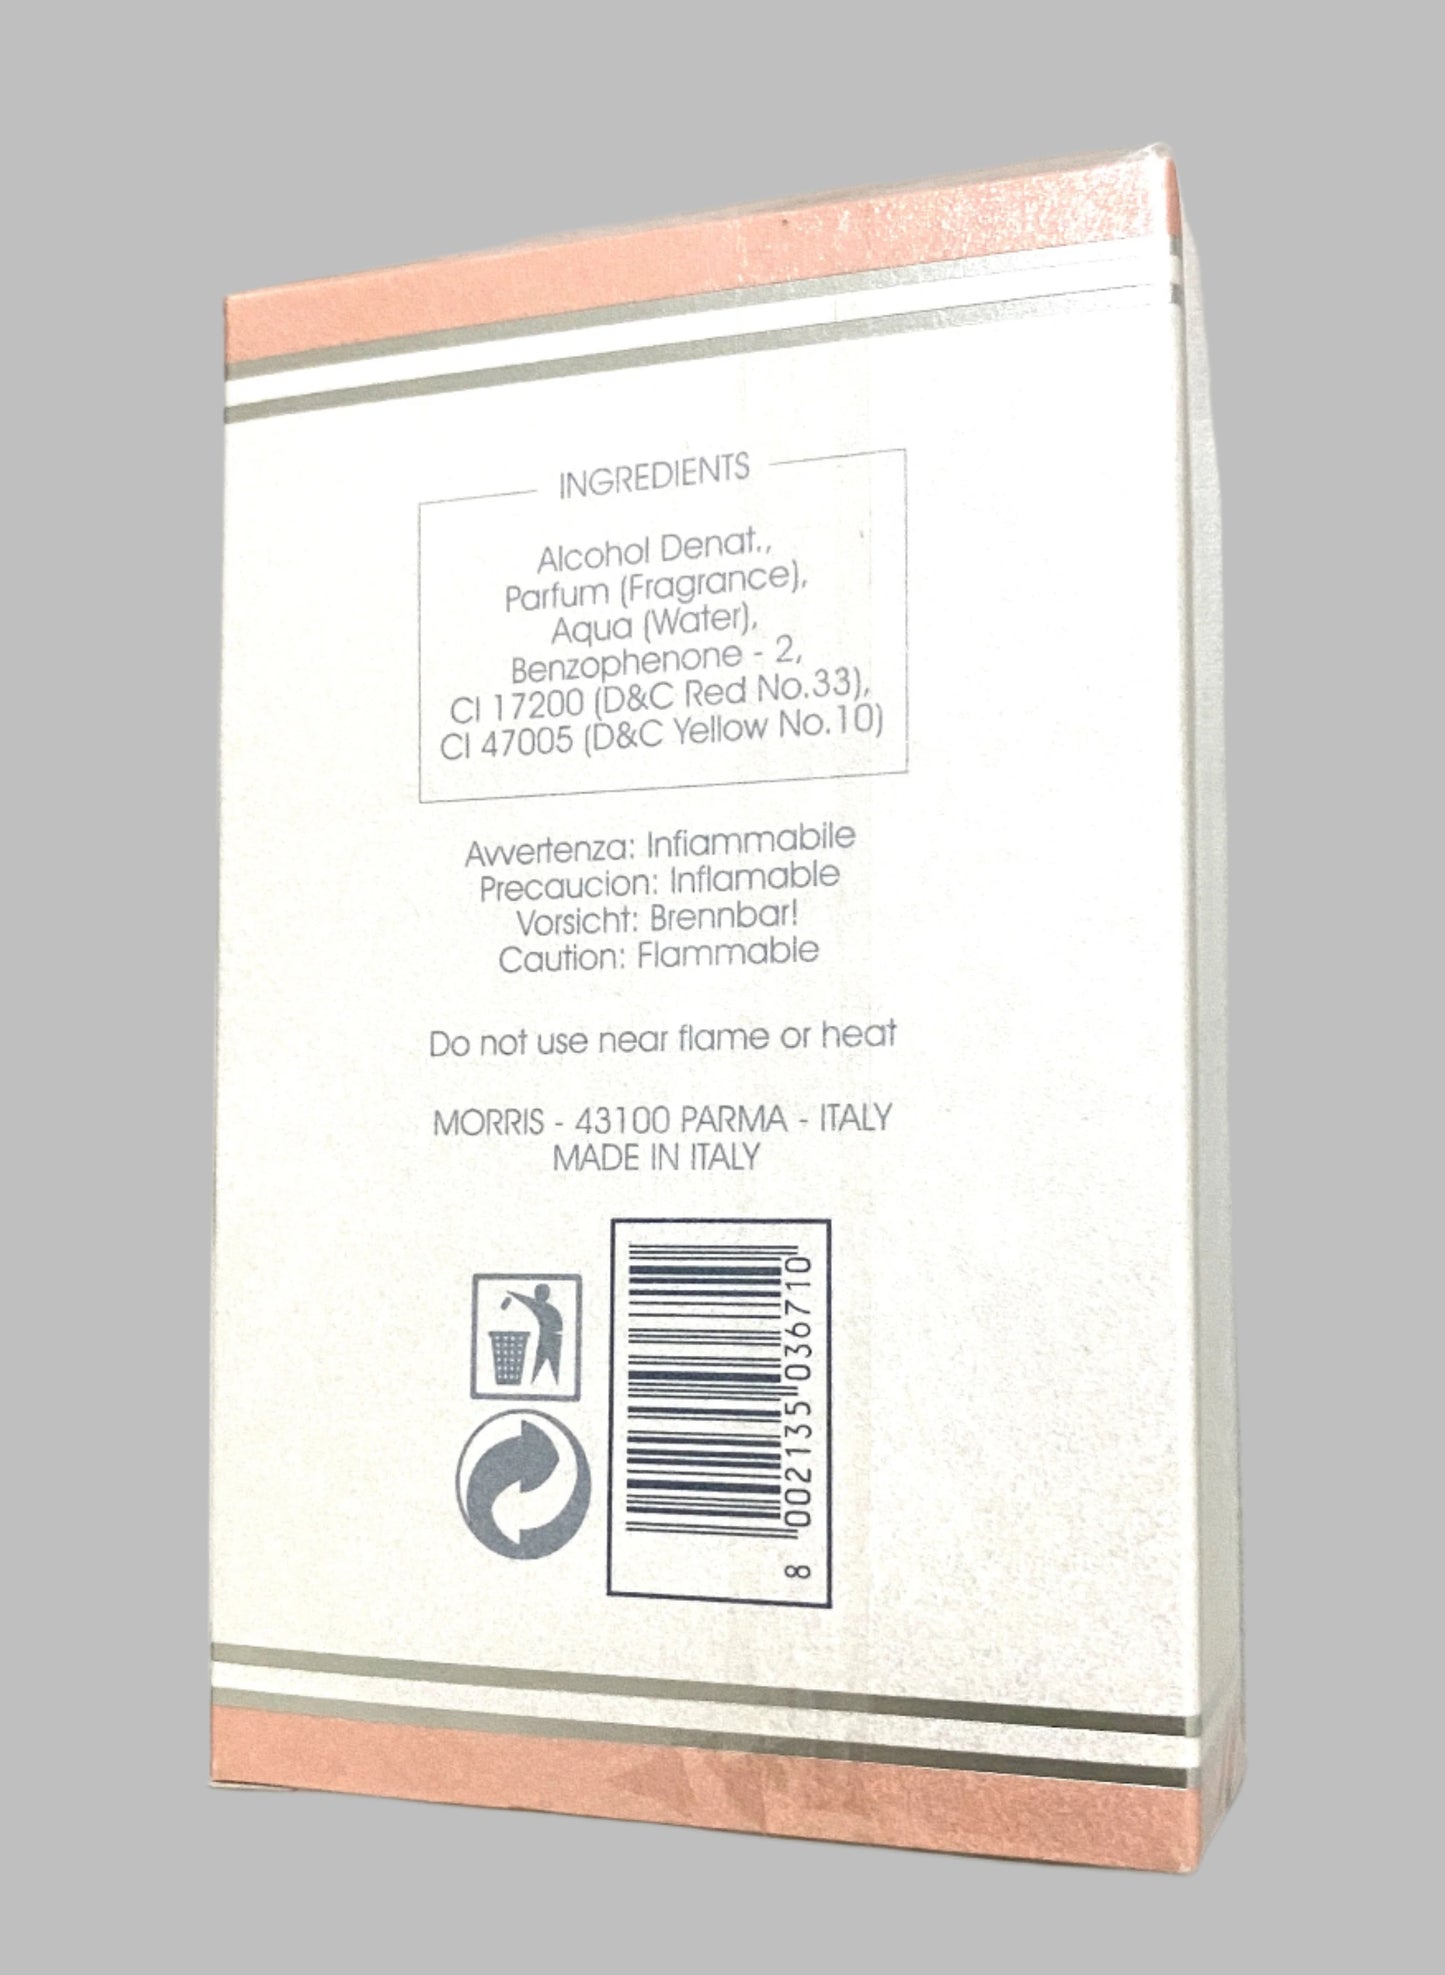 INGREDIENTS
Alcohol Denat.,
Parfum (Fragrance),
Aqua (Water),
Benzophenone - 2,
CI 17200 (D&C Red No.33),
CI 47005 (D&C Yellow No.10)
Avvertenza: Infiammabile
Precaucion: Inflamable
Vorsicht: Brennbar!
Caution: Flammable
Do not use near flame or heat
MORRIS - 43100 PARMA - ITALY
MADE IN ITALY
8 002135 036710